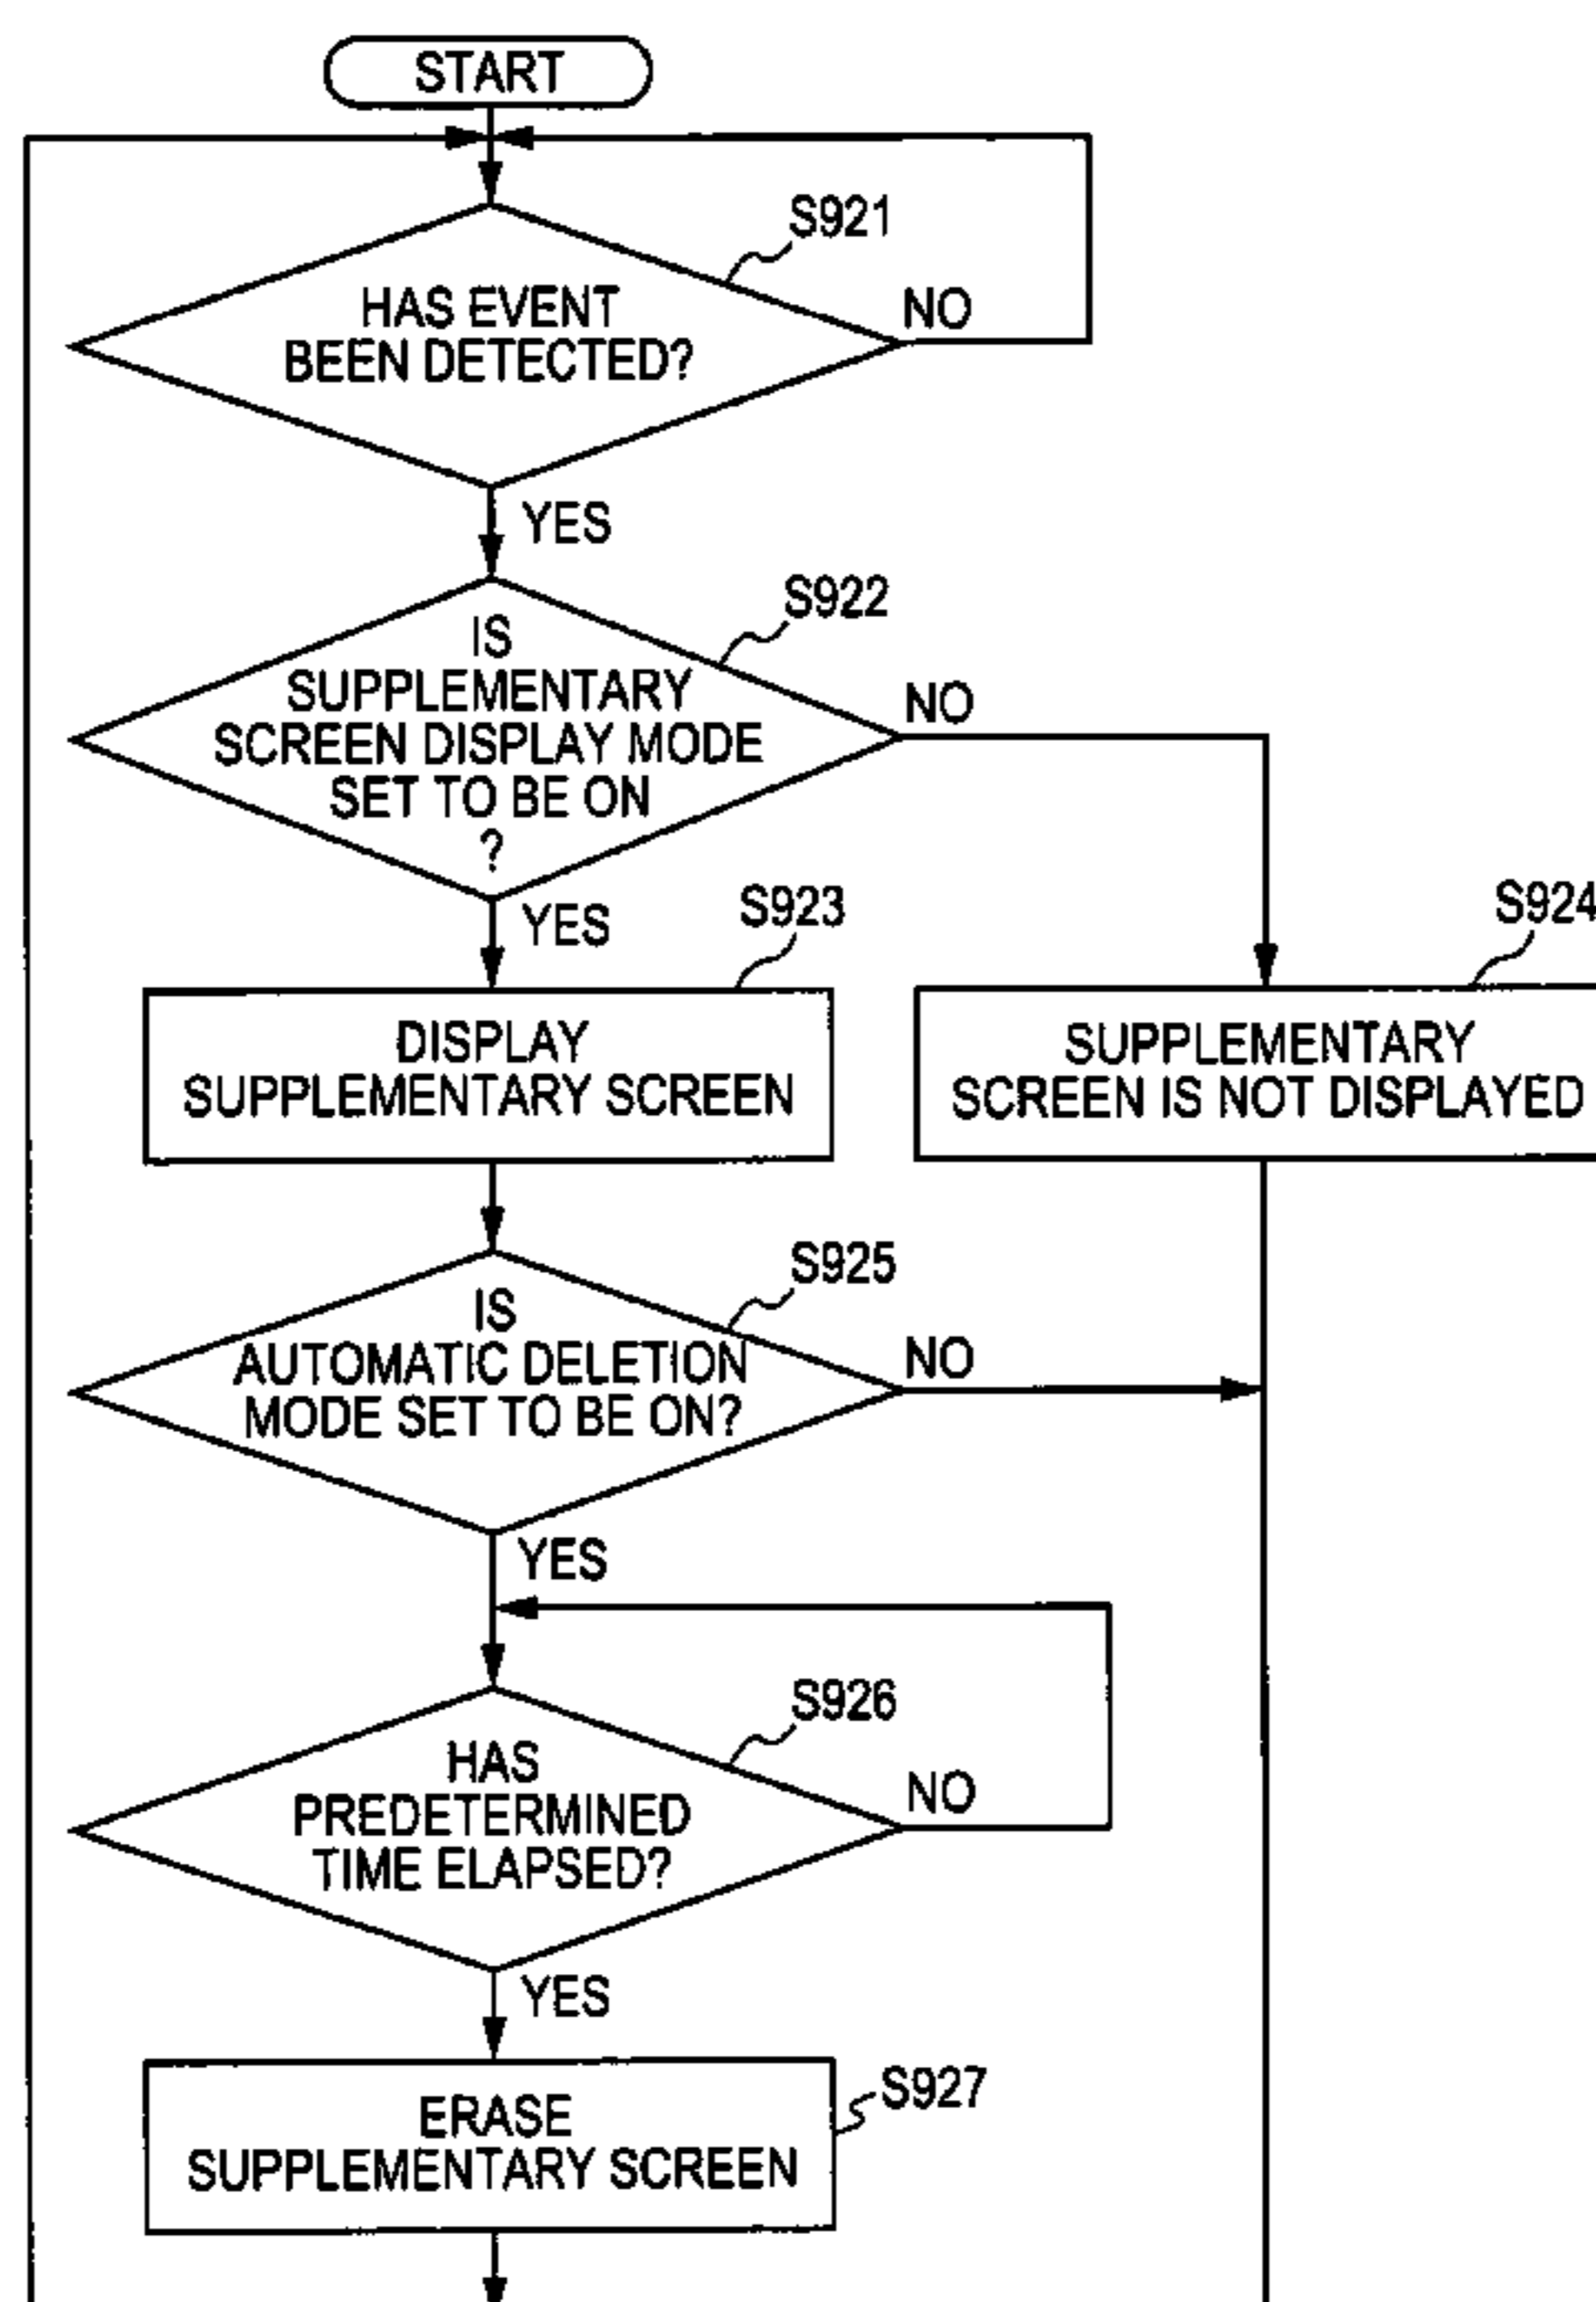 START
S921
HAS EVENT
BEEN DETECTED?
NO
YES
S922
IS
SUPPLEMENTARY
SCREEN DISPLAY MODE
SET TO BE ON
?
NO
YES
S923
DISPLAY
SUPPLEMENTARY SCREEN
S924
SUPPLEMENTARY
SCREEN IS NOT DISPLAYED
S925
IS
AUTOMATIC DELETION
MODE SET TO BE ON?
NO
YES
S926
HAS
PREDETERMINED
TIME ELAPSED?
NO
YES
S927
ERASE
SUPPLEMENTARY SCREEN